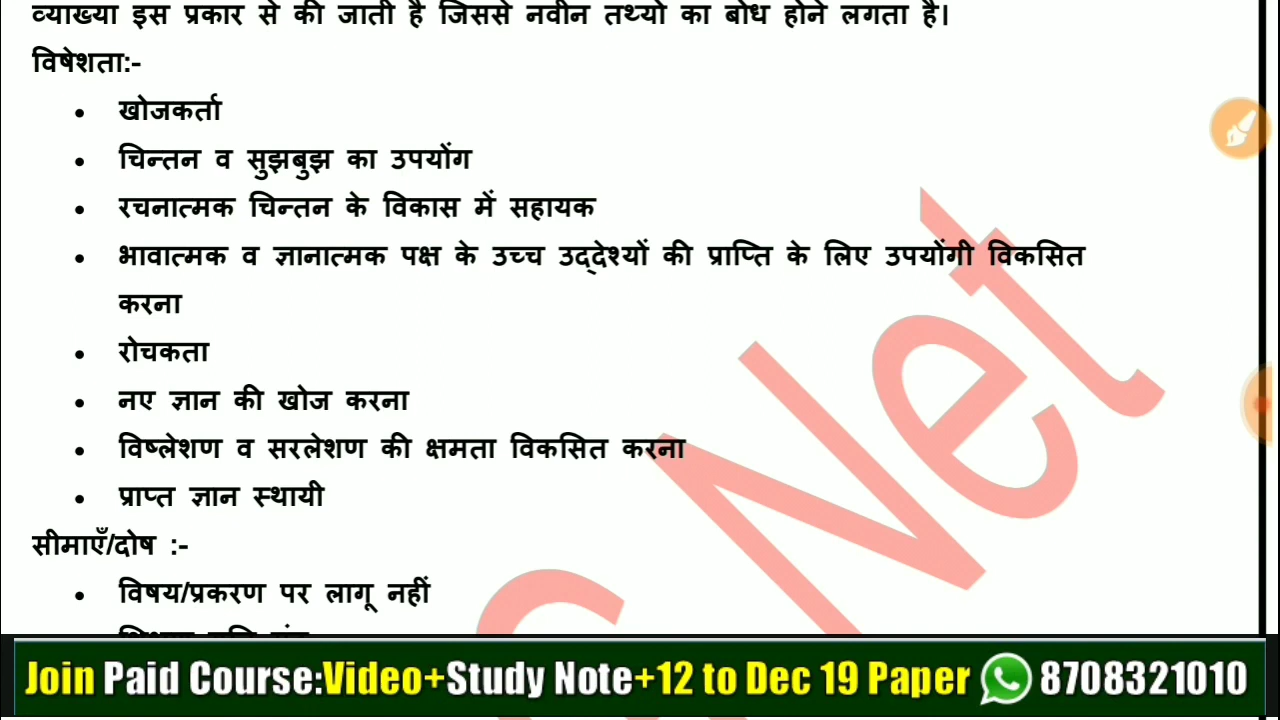 व्याख्या इस प्रकार से की जाती है जिससे नवीन तथ्यो का बोध होने लगता है।
विषेशता:-
• खोजकर्ता
• चिन्तन व सुझबुझ का उपयोंग
• रचनात्मक चिन्तन के विकास में सहायक
• भावात्मक व ज्ञानात्मक पक्ष के उच्च उद्देश्यों की प्राप्ति के लिए उपयोंगी विकसित
करना
• रोचकता
• नए ज्ञान की खोज करना
• विष्लेशण व सरलेशण की क्षमता विकसित करना
• प्राप्त ज्ञान स्थायी
सीमाएँ/दोष :-
• विषय/प्रकरण पर लागू नहीं
Net
Join Paid Course:Video+Study Note+12 to Dec 19 Paper 8708321010